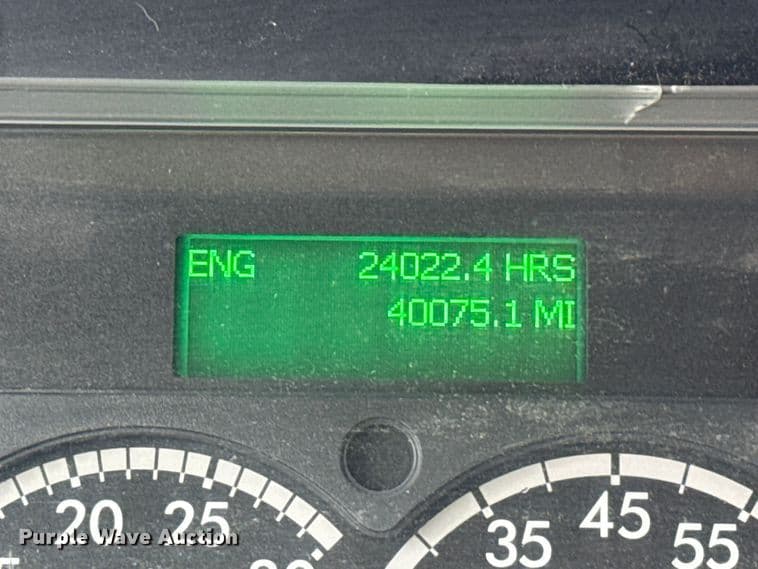 ENG 24022.4 HRS
40075.1 MI
20 25
35 45 55
Purple Wave Auction